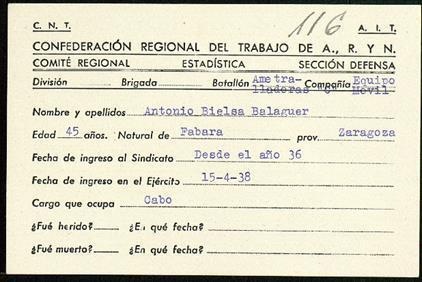 C. N. T. 116 A. I. T.
CONFEDERACIÓN REGIONAL DEL TRABAJO DE A., R. Y N.
COMITÉ REGIONAL ESTADÍSTICA SECCIÓN DEFENSA
División Brigada Batallón Ametra- Compañía Equipo
lladoras Móvil
Nombre y apellidos Antonio Bielsa Balaguer
Edad 45 años. Natural de Fabara prov. Zaragoza
Fecha de ingreso al Sindicato Desde el año 36
Fecha de ingreso en el Ejército 15-4-38
Cargo que ocupa Cabo
¿Fué herido? ¿En qué fecha?
¿Fué muerto? ¿En qué fecha?